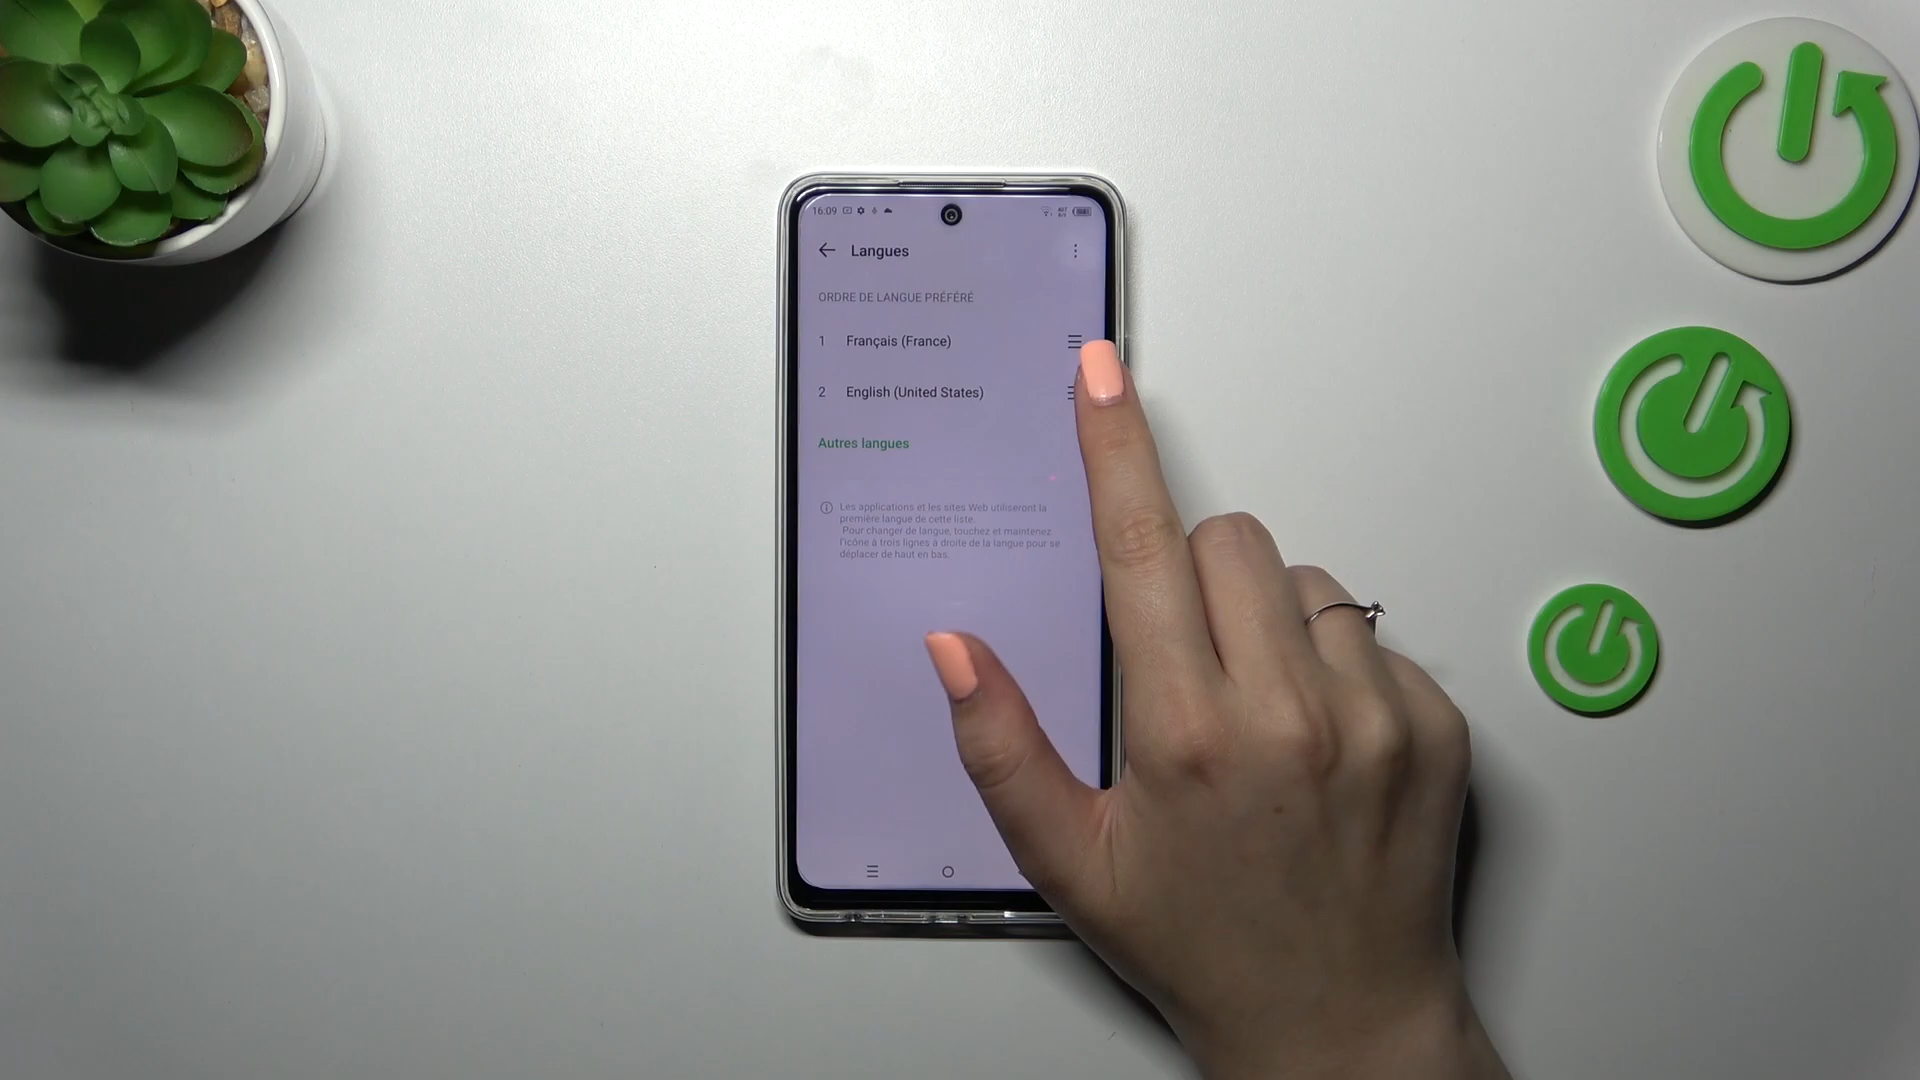 16:09
Langues
ORDRE DE LANGUE PRÉFÉRÉ
1 Français (France)
2 English (United States)
Autres langues
Les applications et les sites Web utiliseront la
première langue de cette liste.
Pour changer de langue, touchez et maintenez
l'icône à trois lignes à droite de la langue pour se
déplacer de haut en bas.